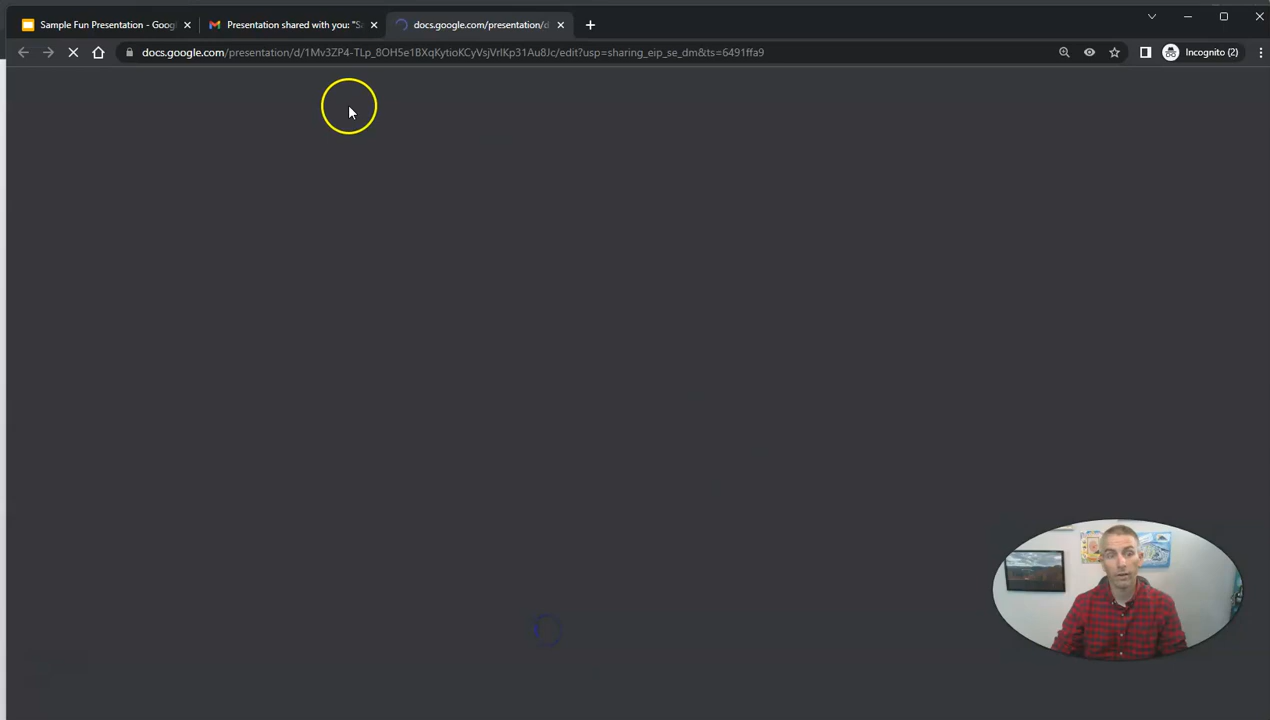 Sample Fun Presentation - Goog
Presentation shared with you: "S
docs.google.com/presentation/d
docs.google.com/presentation/d/1Mv3ZP4-TLp_8OH5e1BXqKytioKCyVsjVrIKp31Au8Jc/edit?usp=sharing_eip_se_dm&ts=6491ffa9
Incognito (2)